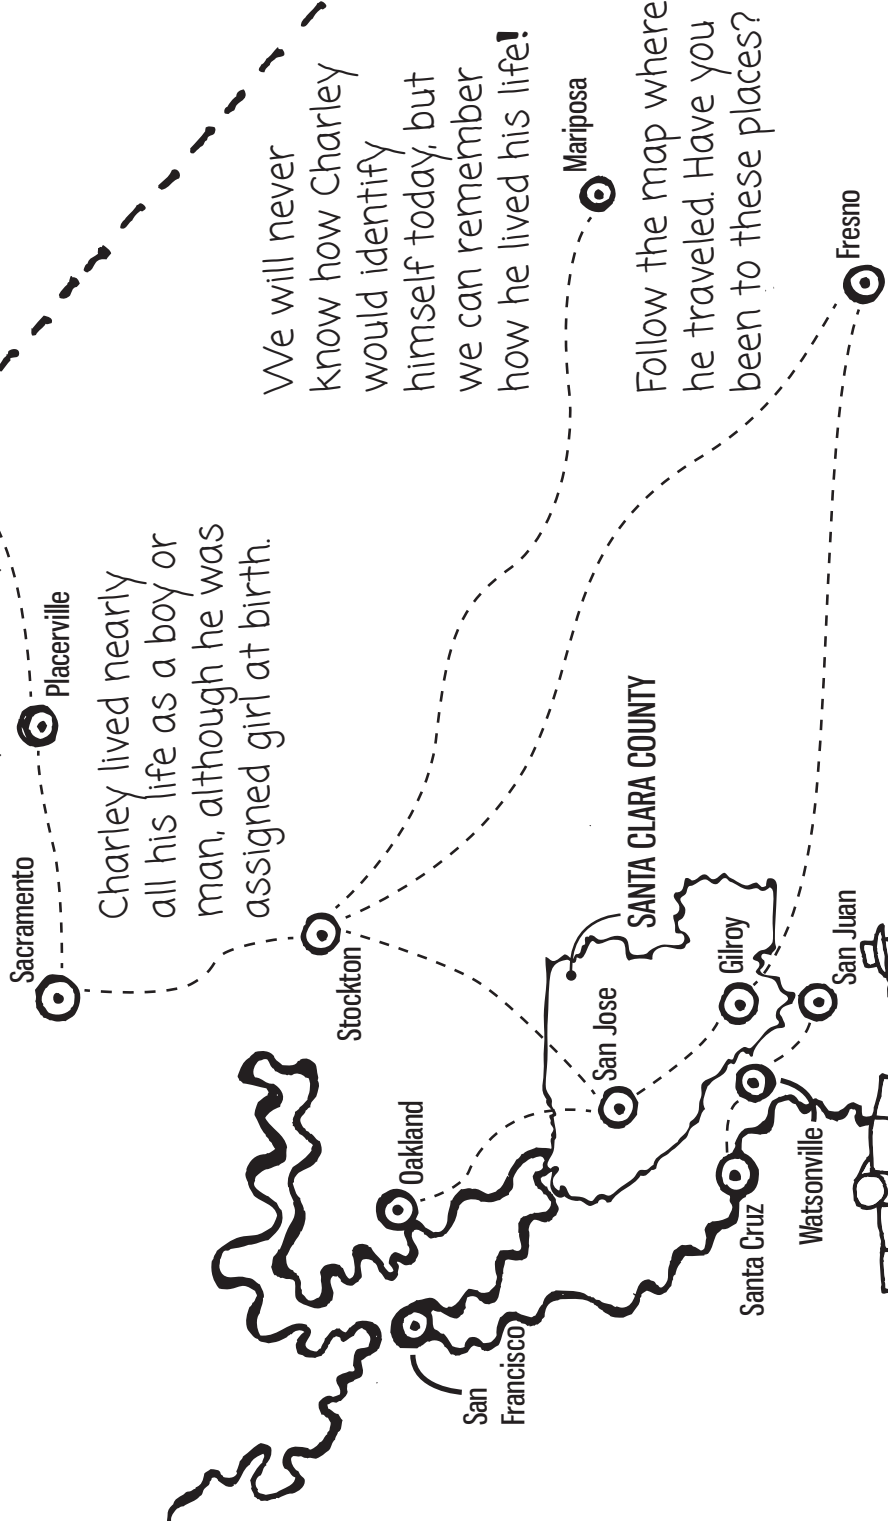 Sacramento
Placerville
Charley lived nearly
all his life as a boy or
man, although he was
assigned girl at birth.
We will never
know how Charley
would identify
himself today, but
we can remember
how he lived his life!
Stockton
Oakland
San
Francisco
Mariposa
Follow the map where
he traveled. Have you
been to these places?
SANTA CLARA COUNTY
San Jose
Gilroy
Fresno
San Juan
Santa Cruz
Watsonville